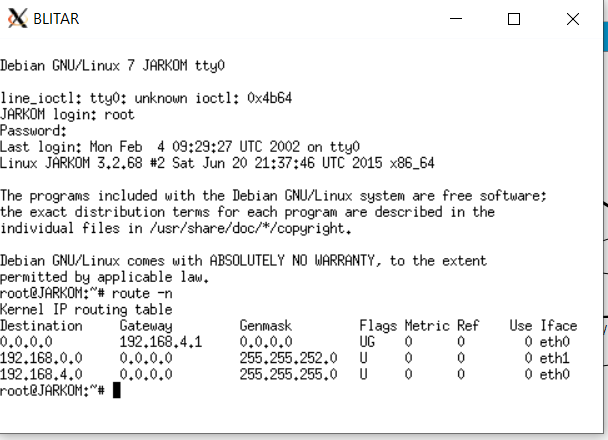 BLITAR
Debian GNU/Linux 7 JARKOM tty0
line_ioctl: tty0: unknown ioctl: 0x4b64
JARKOM login: root
Password:
Last login: Mon Feb  4 09:29:27 UTC 2002 on tty0
Linux JARKOM 3.2.68 #2 Sat Jun 20 21:37:46 UTC 2015 x86_64
The programs included with the Debian GNU/Linux system are free software;
the exact distribution terms for each program are described in the
individual files in /usr/share/doc/*/copyright.
Debian GNU/Linux comes with ABSOLUTELY NO WARRANTY, to the extent
permitted by applicable law.
root@JARKOM:~# route -n
Kernel IP routing table
Destination     Gateway         Genmask         Flags Metric Ref    Use Iface
0.0.0.0         192.168.4.1     0.0.0.0         UG    0      0        0 eth0
192.168.0.0     0.0.0.0         255.255.252.0   U     0      0        0 eth1
192.168.4.0     0.0.0.0         255.255.255.0   U     0      0        0 eth0
root@JARKOM:~#